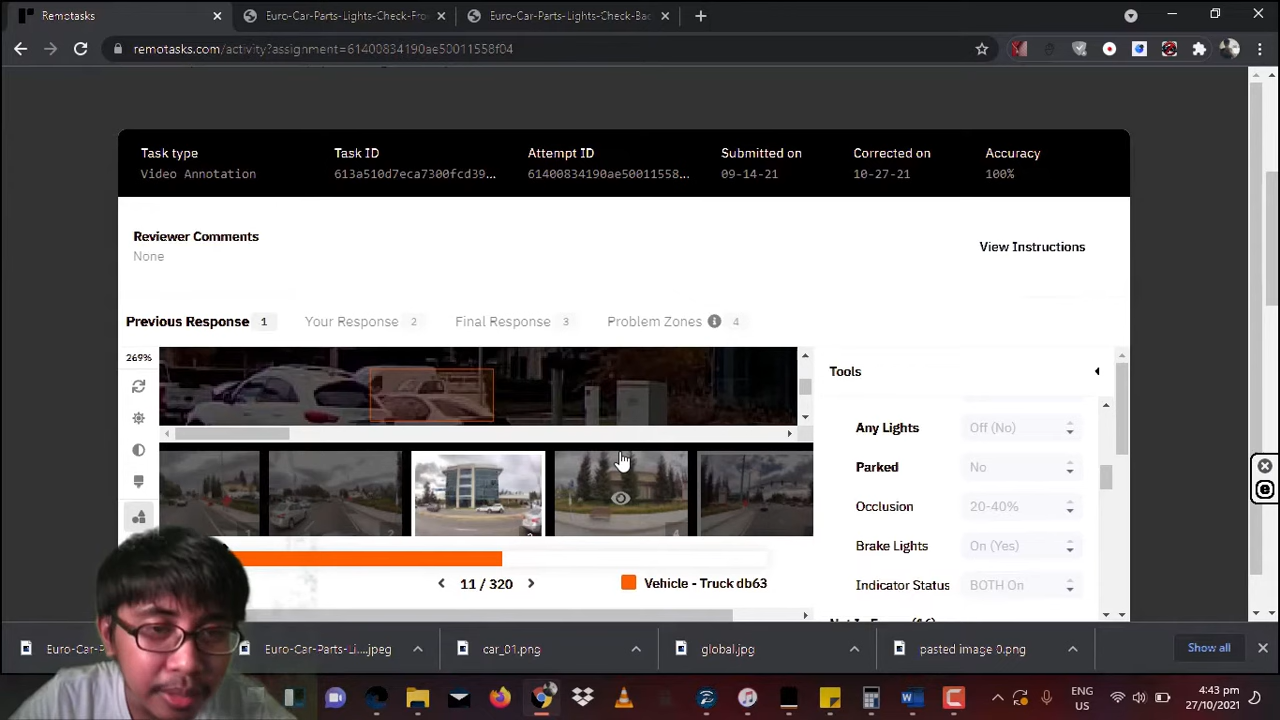 Remotasks
Euro-Car-Parts-Lights-Check-Fro
Euro-Car-Parts-Lights-Check-Bac
remotasks.com/activity?assignment=61400834190ae50011558f04
Task type Task ID Attempt ID Submitted on Corrected on Accuracy
Video Annotation 613a510d7eca7300fcd39... 61400834190ae50011558... 09-14-21 10-27-21 100%
Reviewer Comments
None
View Instructions
Previous Response 1 Your Response 2 Final Response 3 Problem Zones 4
269%
Tools
Any Lights Off (No)
Parked No
Occlusion 20-40%
Brake Lights On (Yes)
Indicator Status BOTH On
11 / 320
Vehicle - Truck db63
Euro-Car-Parts-Li....jpeg
car_01.png
global.jpg
pasted image 0.png
Show all
ENG
US
4:43 pm
27/10/2021